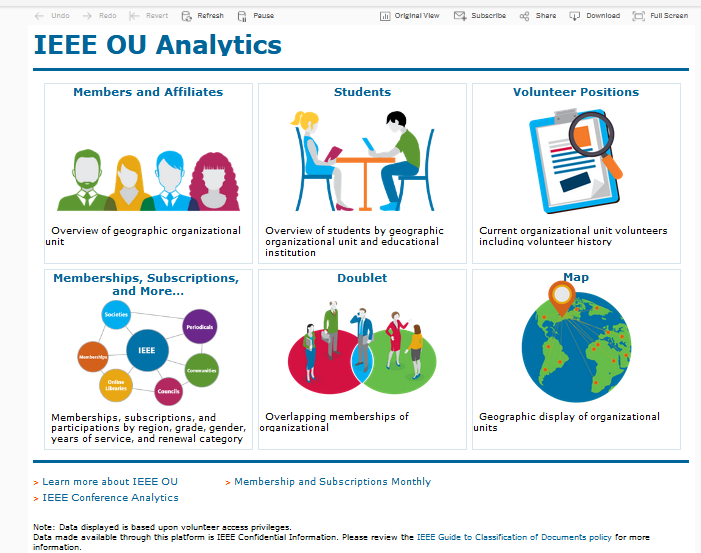 Undo Redo Revert Refresh Pause Original View Subscribe Share Download Full Screen
IEEE OU Analytics
Members and Affiliates
Overview of geographic organizational
unit
Students
Overview of students by geographic
organizational unit and educational
institution
Volunteer Positions
Current organizational unit volunteers
including volunteer history
Memberships, Subscriptions,
and More...
Societies
Periodicals
IEEE
Memberships
Communities
Online
Libraries
Councils
Memberships, subscriptions, and
participations by region, grade, gender,
years of service, and renewal category
Doublet
Overlapping memberships of
organizational
Map
Geographic display of organizational
units
> Learn more about IEEE OU
> Membership and Subscriptions Monthly
> IEEE Conference Analytics
Note: Data displayed is based upon volunteer access privileges.
Data made available through this platform is IEEE Confidential Information. Please review the IEEE Guide to Classification of Documents policy for more
information.